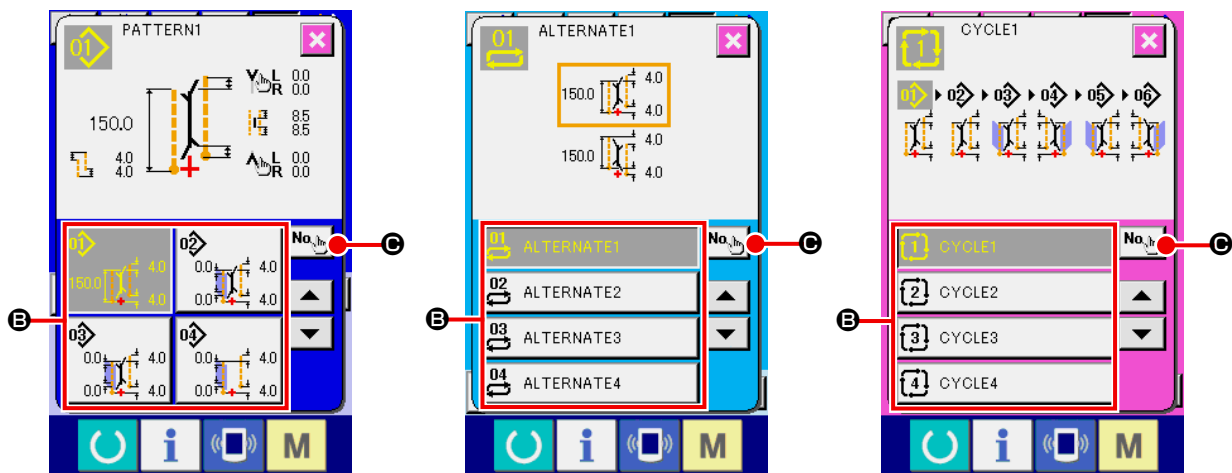 01 PATTERN1
Y L 0.0
R 0.0
150.0
8.5
8.5
4.0
4.0
L 0.0
R 0.0
01
150.0 4.0
4.0
02
0.0 4.0
0.0 4.0
No.
C
B
03
0.0 4.0
0.0 4.0
04
0.0 4.0
0.0 4.0
i M
01 ALTERNATE1
150.0 4.0
4.0
150.0 4.0
4.0
01 ALTERNATE1
No.
C
02 ALTERNATE2
B
03 ALTERNATE3
04 ALTERNATE4
i M
1 CYCLE1
01 02 03 04 05 06
1 CYCLE1
No.
C
2 CYCLE2
B
3 CYCLE3
4 CYCLE4
i M